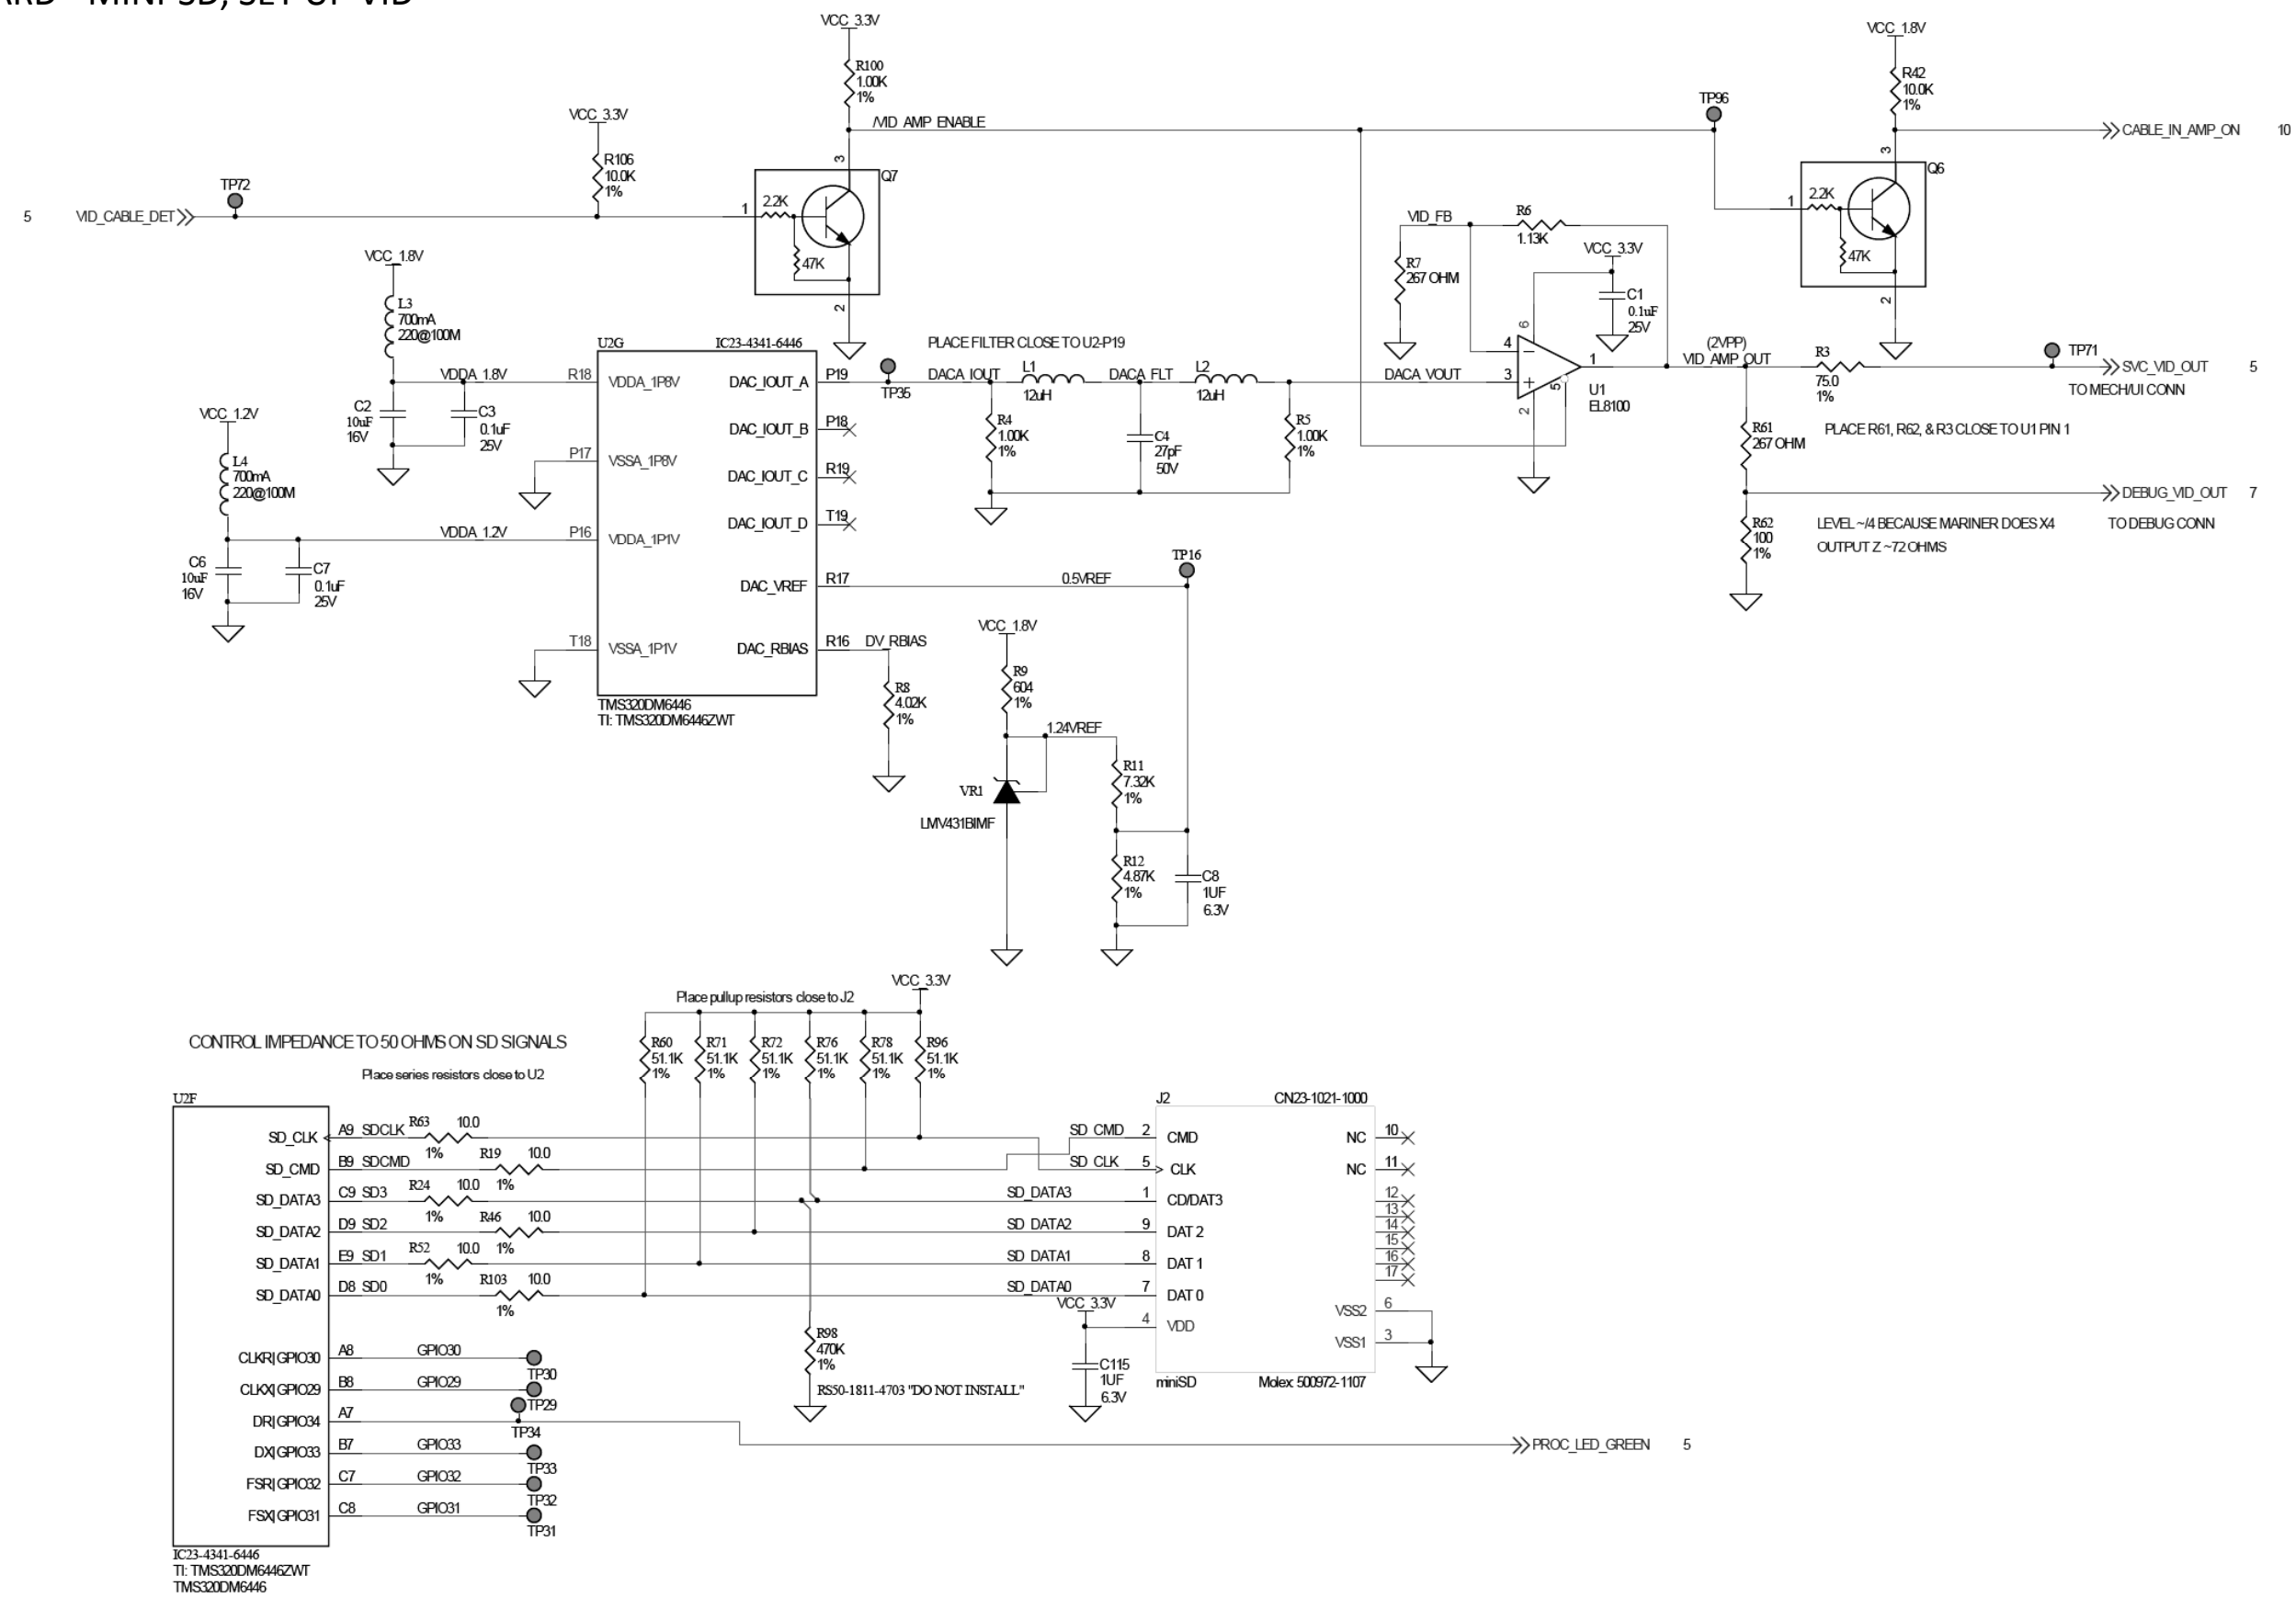 ARD - MINI-SD, SET-UP VID
VCC_3.3V
R100
1.00K
1%
/VID_AMP_ENABLE
VCC_1.8V
R42
10.0K
1%
TP96
CABLE_IN_AMP_ON 10
VCC_3.3V
R106
10.0K
1%
TP72
5 VID_CABLE_DET
3
Q7
1
2.2K
47K
2
3
Q6
1
2.2K
47K
2
VID_FB
R6
1.13K
R7
267 OHM
VCC_3.3V
C1
0.1uF
25V
VCC_1.8V
L3
700mA
220@100M
VDDA_1.8V
C2
10uF
16V
C3
0.1uF
25V
VCC_1.2V
L4
700mA
220@100M
VDDA_1.2V
C6
10uF
16V
C7
0.1uF
25V
U2G IC23-4341-6446
R18 VDDA_1P8V
P17 VSSA_1P8V
P16 VDDA_1P1V
T18 VSSA_1P1V
DAC_IOUT_A P19
DAC_IOUT_B P18
DAC_IOUT_C R19
DAC_IOUT_D T19
DAC_VREF R17
DAC_RBIAS R16
TMS320DM6446
TI: TMS320DM6446ZWT
PLACE FILTER CLOSE TO U2-P19
TP35
DACA_IOUT
L1
12uH
DACA_FLT
L2
12uH
DACA_VOUT
R4
1.00K
1%
C4
27pF
50V
R5
1.00K
1%
4
3
6
5
2
1
U1
EL8100
(2VPP)
VID_AMP_OUT
R3
75.0
1%
TP71
SVC_VID_OUT 5
TO MECH/UI CONN
R61
267 OHM
PLACE R61, R62, & R3 CLOSE TO U1 PIN 1
DEBUG_VID_OUT 7
R62
100
1%
LEVEL ~/4 BECAUSE MARINER DOES X4
OUTPUT Z ~72 OHMS
TO DEBUG CONN
TP16
0.5VREF
DV_RBIAS
R8
4.02K
1%
VCC_1.8V
R9
604
1%
1.24VREF
VR1
LMV431BIMF
R11
7.32K
1%
R12
4.87K
1%
C8
1UF
6.3V
VCC_3.3V
Place pullup resistors close to J2
CONTROL IMPEDANCE TO 50 OHMS ON SD SIGNALS
Place series resistors close to U2
R60
51.1K
1%
R71
51.1K
1%
R72
51.1K
1%
R76
51.1K
1%
R78
51.1K
1%
R96
51.1K
1%
U2F
SD_CLK A9 SDCLK R63 10.0 1%
SD_CMD B9 SDCMD R19 10.0 1%
SD_DATA3 C9 SD3 R24 10.0 1%
SD_DATA2 D9 SD2 R46 10.0 1%
SD_DATA1 E9 SD1 R52 10.0 1%
SD_DATA0 D8 SD0 R103 10.0 1%
CLKR|GPIO30 A8 GPIO30 TP30
CLKX|GPIO29 B8 GPIO29 TP29
DR|GPIO34 A7 TP34
DX|GPIO33 B7 GPIO33 TP33
FSR|GPIO32 C7 GPIO32 TP32
FSX|GPIO31 C8 GPIO31 TP31
IC23-4341-6446
TI: TMS320DM6446ZWT
TMS320DM6446
R98
470K
1%
RS50-1811-4703 "DO NOT INSTALL"
J2 CN23-1021-1000
SD_CMD 2 CMD
SD_CLK 5 CLK
SD_DATA3 1 CD/DAT3
SD_DATA2 9 DAT 2
SD_DATA1 8 DAT 1
SD_DATA0 7 DAT 0
VCC_3.3V
4 VDD
C115
1UF
6.3V
NC 10
NC 11
12
13
14
15
16
17
VSS2 6
VSS1 3
miniSD Molex 500972-1107
PROC_LED_GREEN 5